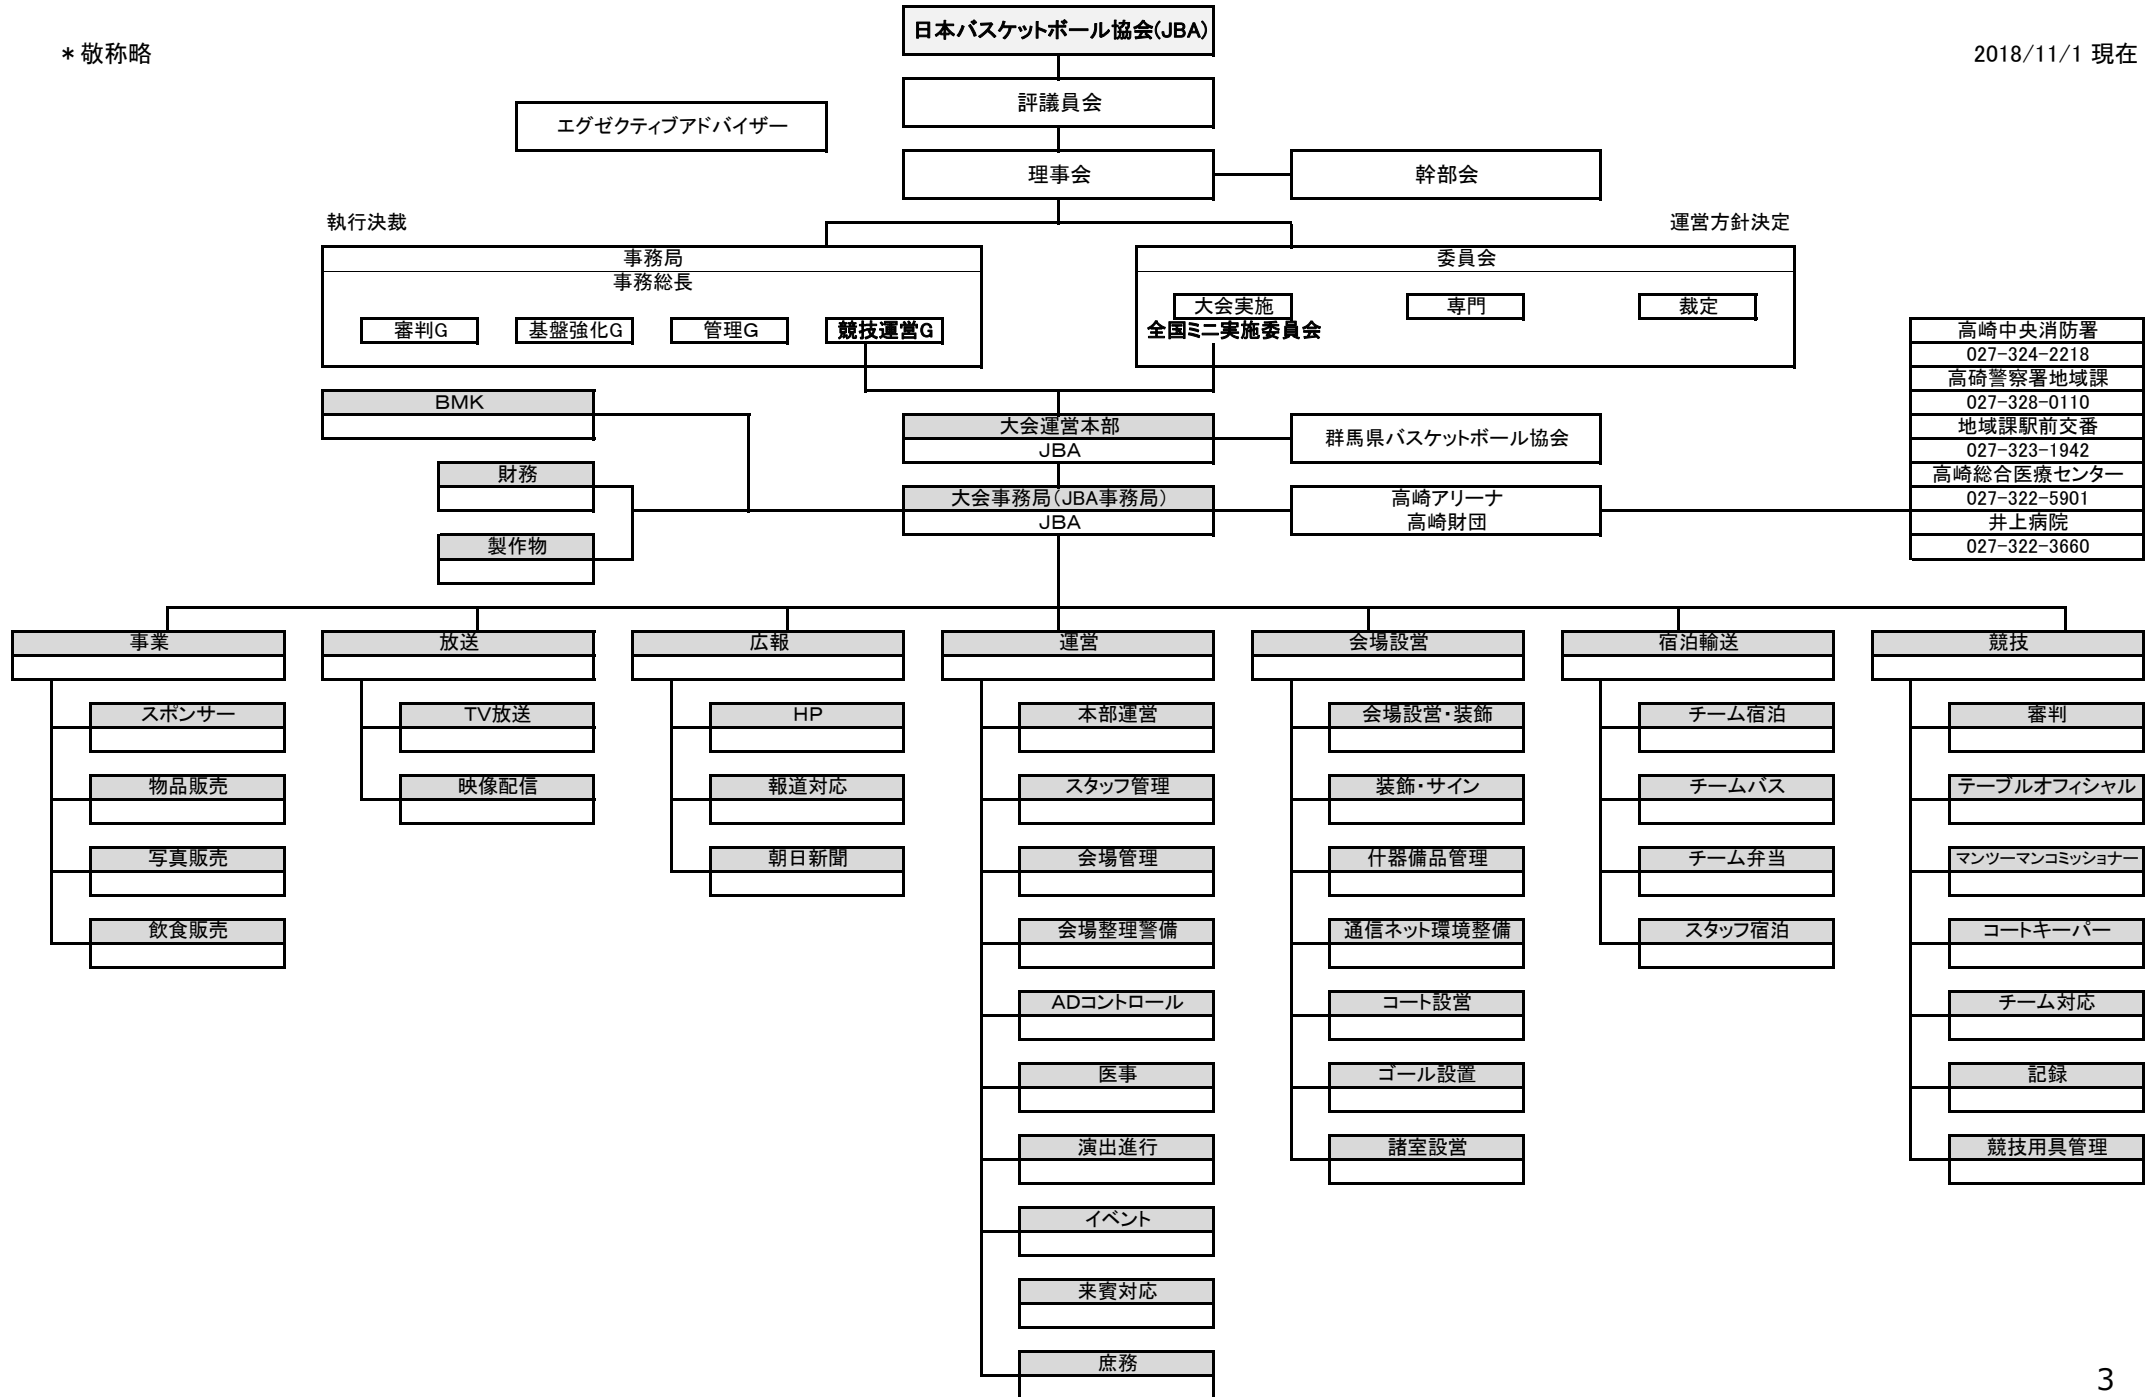 日本バスケットボール協会(JBA)
＊敬称略
2018/11/1 現在
評議員会
エグゼクティブアドバイザー
理事会
幹部会
執行決裁
運営方針決定
事務局
事務総長
審判G
基盤強化G
管理G
競技運営G
委員会
大会実施
専門
裁定
全国ミニ実施委員会
高崎中央消防署
027-324-2218
高碕警察署地域課
027-328-0110
地域課駅前交番
027-323-1942
高崎総合医療センター
027-322-5901
井上病院
027-322-3660
BMK
大会運営本部
JBA
群馬県バスケットボール協会
財務
大会事務局（JBA事務局）
JBA
高崎アリーナ
高崎財団
製作物
事業
スポンサー
物品販売
写真販売
飲食販売
放送
TV放送
映像配信
広報
HP
報道対応
朝日新聞
運営
本部運営
スタッフ管理
会場管理
会場整理警備
ADコントロール
医事
演出進行
イベント
来賓対応
庶務
会場設営
会場設営・装飾
装飾・サイン
什器備品管理
通信ネット環境整備
コート設営
ゴール設置
諸室設営
宿泊輸送
チーム宿泊
チームバス
チーム弁当
スタッフ宿泊
競技
審判
テーブルオフィシャル
マンツーマンコミッショナー
コートキーパー
チーム対応
記録
競技用具管理
3